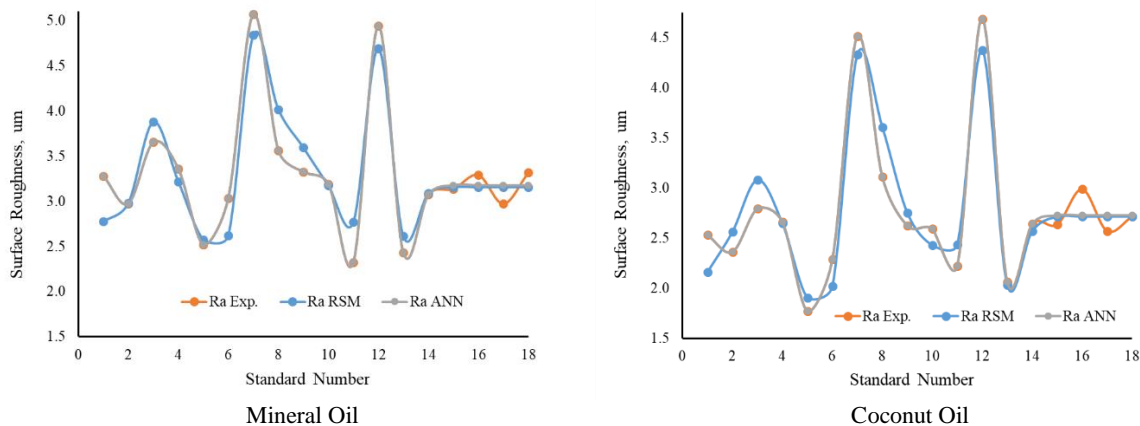 5.0
4.5
4.0
3.5
3.0
2.5
2.0
1.5
Surface Roughness, um
Ra Exp. Ra RSM Ra ANN
0 2 4 6 8 10 12 14 16 18
Standard Number
Mineral Oil
4.5
4.0
3.5
3.0
2.5
2.0
1.5
Surface Roughness, um
Ra Exp. Ra RSM Ra ANN
0 2 4 6 8 10 12 14 16 18
Standard Number
Coconut Oil